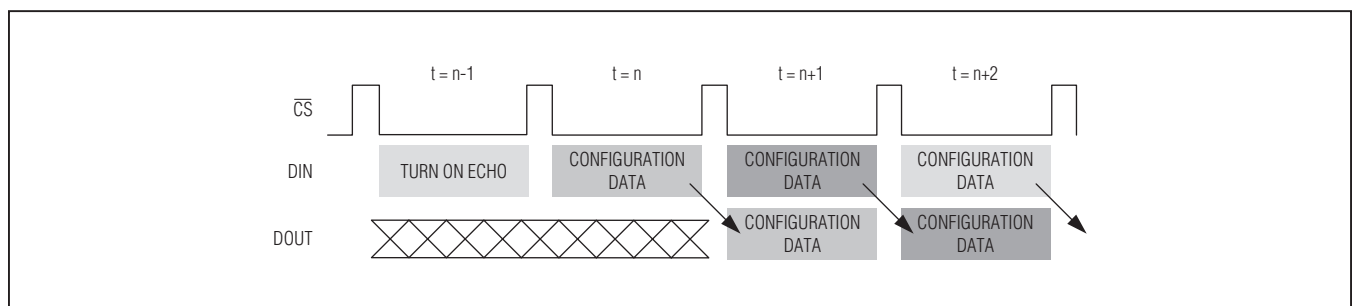 t = n-1
t = n
t = n+1
t = n+2
CS
DIN
TURN ON ECHO
CONFIGURATION
DATA
CONFIGURATION
DATA
CONFIGURATION
DATA
DOUT
CONFIGURATION
DATA
CONFIGURATION
DATA